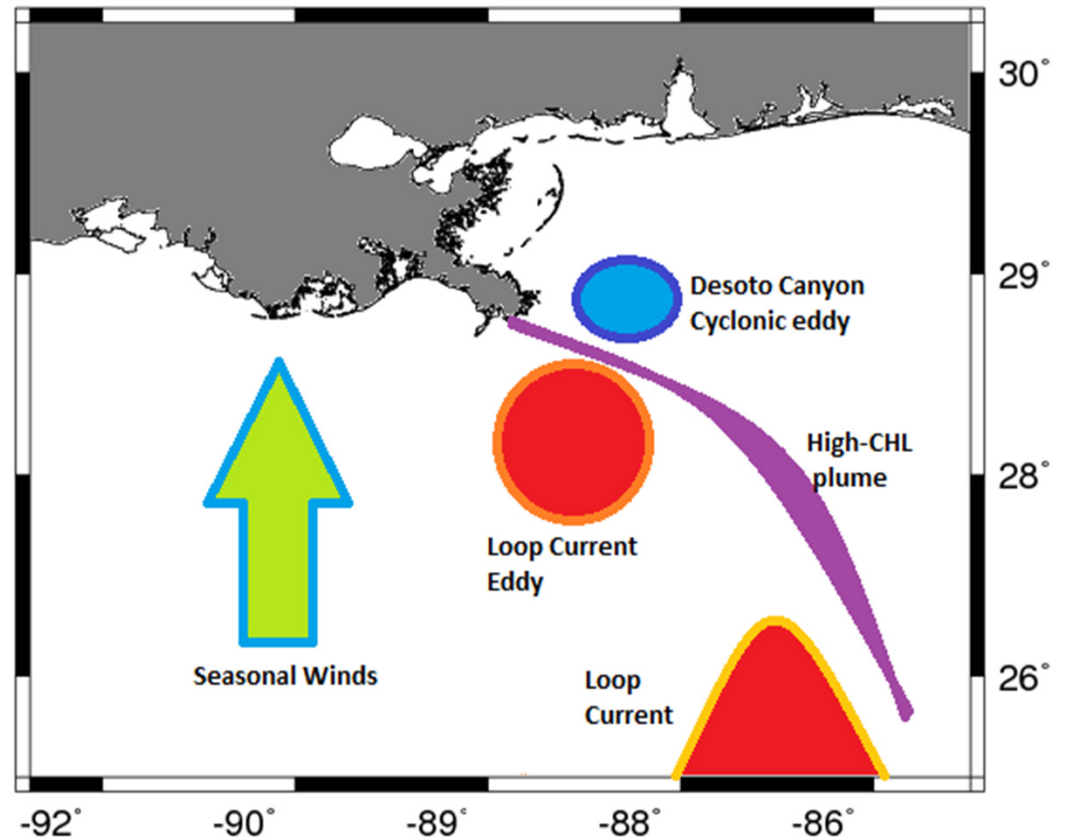 30°
29°
Desoto Canyon
Cyclonic eddy
High-CHL
plume
28°
Loop Current
Eddy
Seasonal Winds
Loop
Current
26°
-92°
-90°
-89°
-88°
-86°